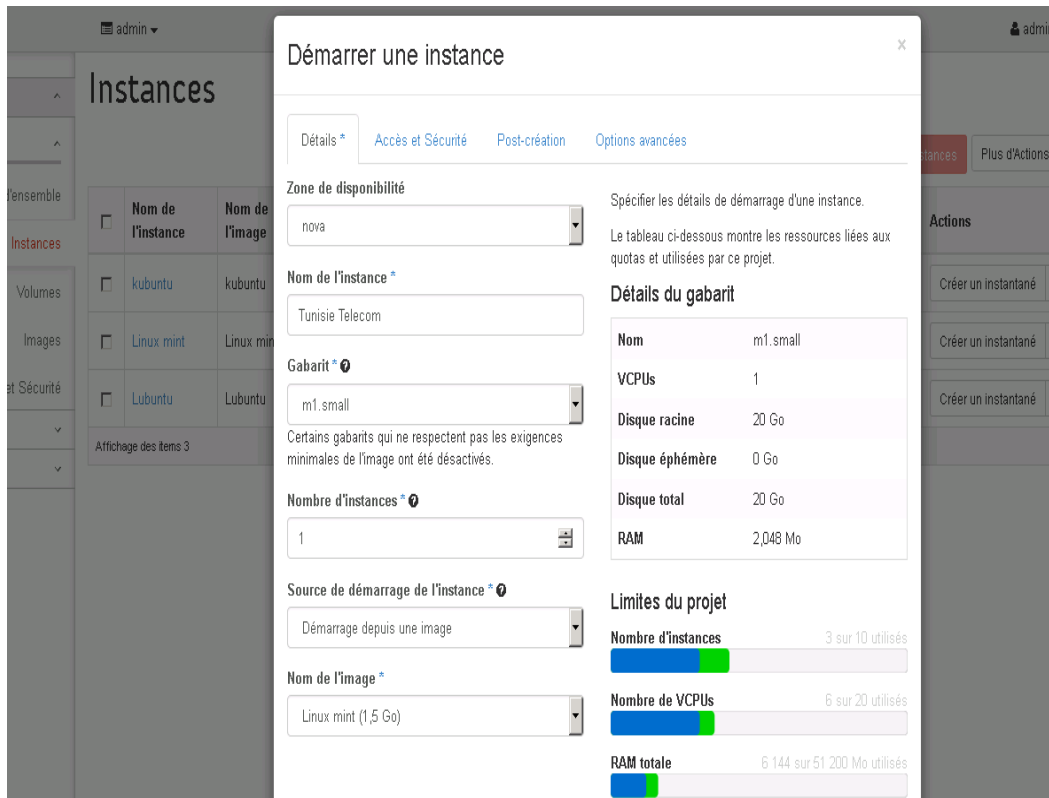 admin
admin
Instances
d'ensemble
Instances
Volumes
Images
et Sécurité
Plus d'Actions
Nom de l'instance
Nom de l'image
Actions
kubuntu
kubuntu
Créer un instantané
Linux mint
Linux min
Créer un instantané
Lubuntu
Lubuntu
Créer un instantané
Affichage des items 3
Démarrer une instance
×
Détails *
Accès et Sécurité
Post-création
Options avancées
Zone de disponibilité
nova
Nom de l'instance *
Tunisie Telecom
Gabarit *
m1.small
Certains gabarits qui ne respectent pas les exigences
minimales de l'image ont été désactivés.
Nombre d'instances *
1
Source de démarrage de l'instance *
Démarrage depuis une image
Nom de l'image *
Linux mint (1,5 Go)
Spécifier les détails de démarrage d'une instance.
Le tableau ci-dessous montre les ressources liées aux
quotas et utilisées par ce projet.
Détails du gabarit
Nom m1.small
VCPUs 1
Disque racine 20 Go
Disque éphémère 0 Go
Disque total 20 Go
RAM 2,048 Mo
Limites du projet
Nombre d'instances 3 sur 10 utilisés
Nombre de VCPUs 6 sur 20 utilisés
RAM totale 6 144 sur 51 200 Mo utilisés